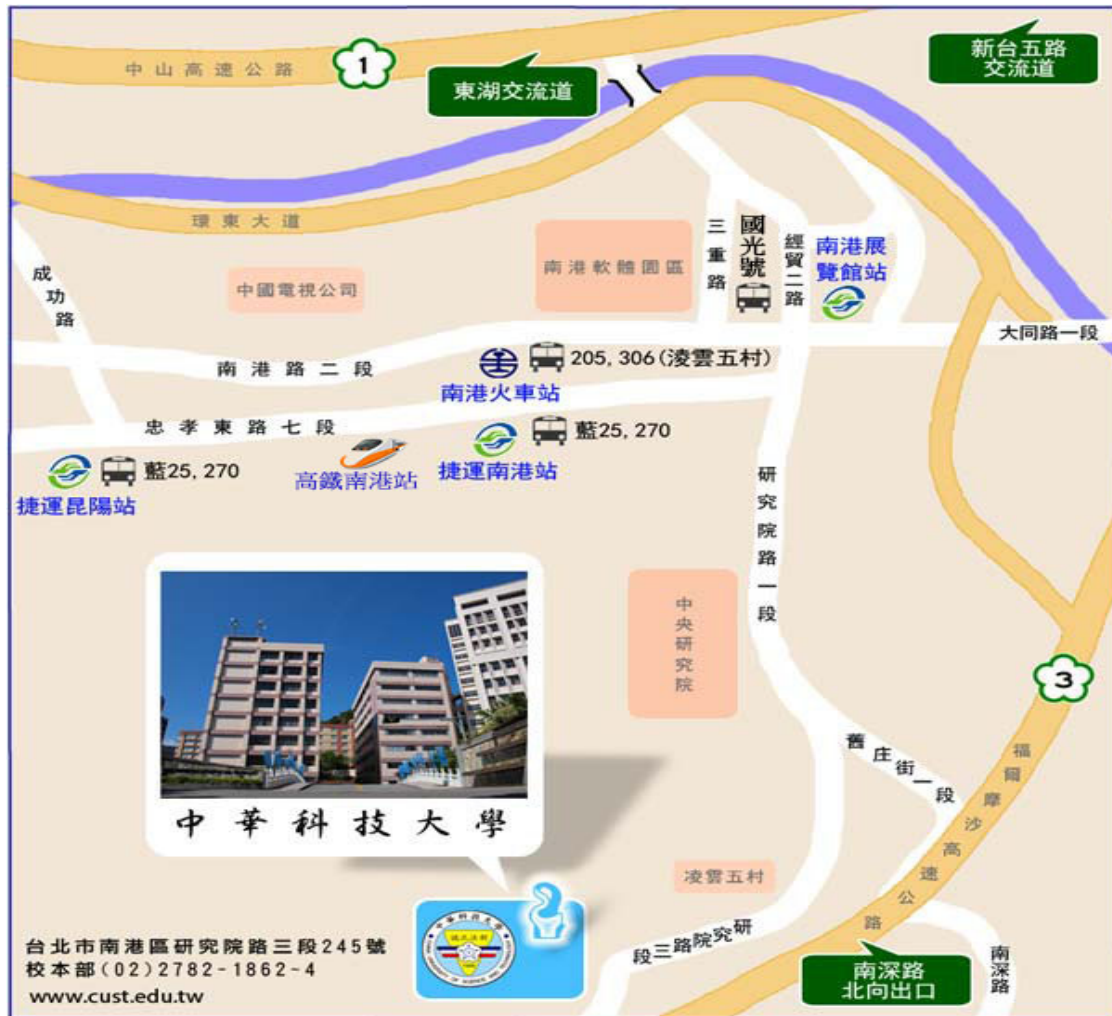 中山高速公路
1
東湖交流道
新台五路
交流道
環東大道
成功路
中國電視公司
南港軟體園區
三重路
國光號
經貿二路
南港展
覽館站
大同路一段
南港路二段
205, 306(淩雲五村)
南港火車站
忠孝東路七段
藍25, 270
捷運南港站
高鐵南港站
藍25, 270
捷運昆陽站
研究院路一段
中央研究院
3
舊庄街一段
福爾摩沙高速公路
中華科技大學
凌雲五村
研究院路三段
南深路
南深路
北向出口
台北市南港區研究院路三段245號
校本部(02)2782-1862-4
www.cust.edu.tw